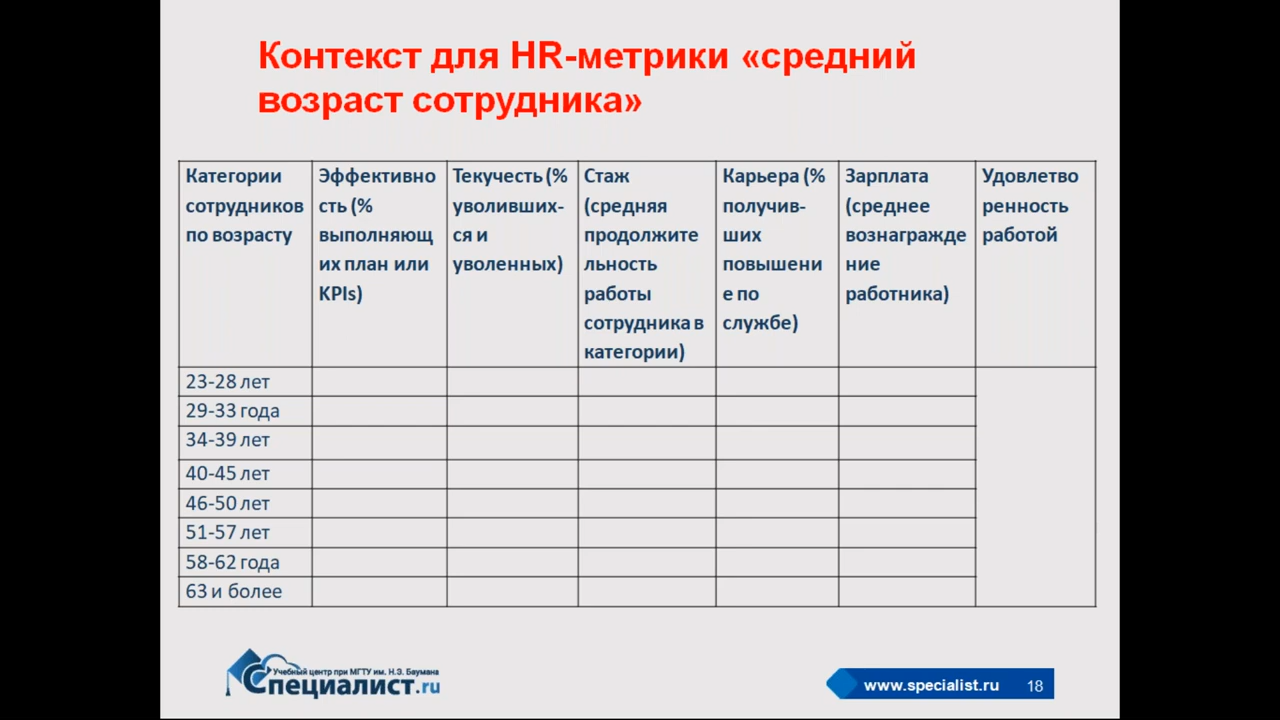 Контекст для HR-метрики «средний
возраст сотрудника»
Категории
сотрудников
по возрасту
Эффективно
сть (%
выполняющ
их план или
KPIs)
Текучесть (%
уволивших-
ся и
уволенных)
Стаж
(средняя
продолжите
льность
работы
сотрудника в
категории)
Карьера (%
получив-
ших
повышени
е по
службе)
Зарплата
(среднее
вознагражде
ние
работника)
Удовлетво
ренность
работой
23-28 лет
29-33 года
34-39 лет
40-45 лет
46-50 лет
51-57 лет
58-62 года
63 и более
Учебный центр при МГТУ им. Н.Э. Баумана
Специалист.ru
www.specialist.ru 18